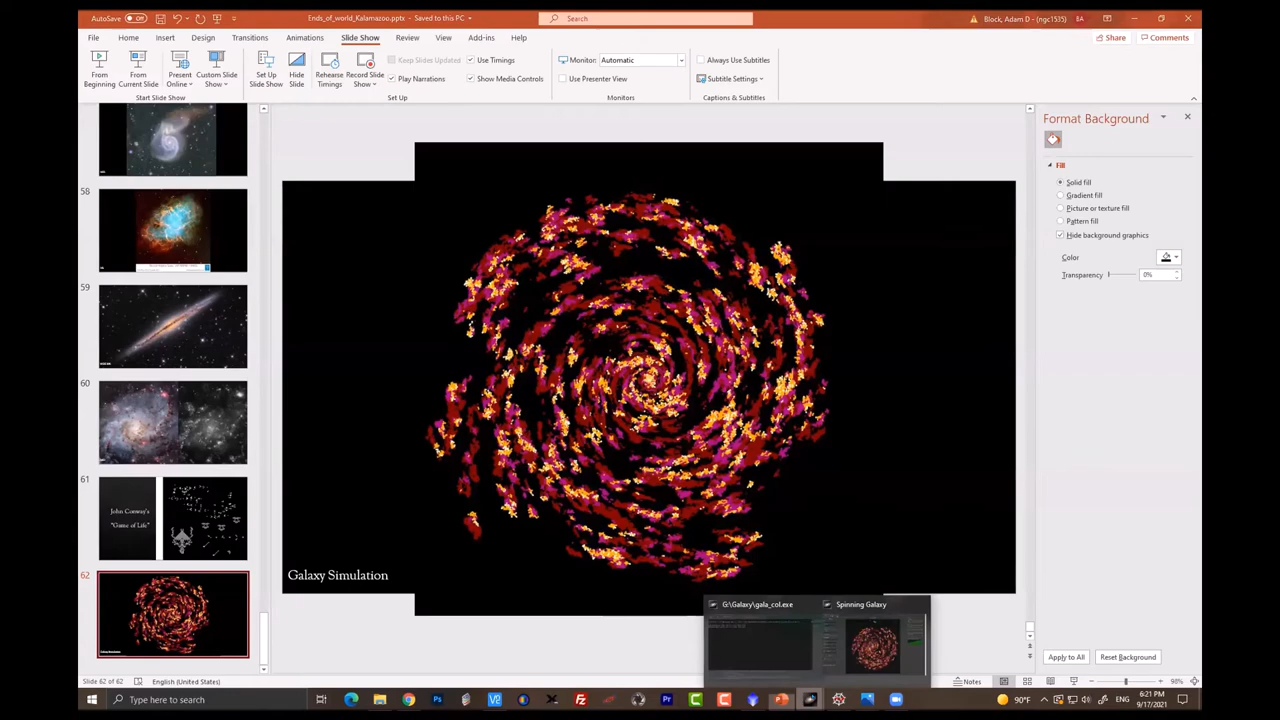 AutoSave Off
Ends_of_world_Kalamazoo.pptx - Saved to this PC
Search
Block, Adam D - (ngc1535)
BA
File Home Insert Design Transitions Animations Slide Show Review View Add-ins Help
Share
Comments
From Beginning
From Current Slide
Present Online
Custom Slide Show
Start Slide Show
Set Up Slide Show
Hide Slide
Rehearse Timings
Record Slide Show
Keep Slides Updated
Use Timings
Play Narrations
Show Media Controls
Set Up
Monitor: Automatic
Use Presenter View
Monitors
Always Use Subtitles
Subtitle Settings
Captions & Subtitles
58
59
60
61
John Conway's
"Game of Life"
62
Galaxy Simulation
Format Background
Fill
Solid fill
Gradient fill
Picture or texture fill
Pattern fill
Hide background graphics
Color
Transparency
0%
Apply to All
Reset Background
G:\Galaxy\gala_col.exe
Spinning Galaxy
Slide 62 of 62
English (United States)
Notes
98%
Type here to search
90°F
ENG
6:21 PM
9/17/2021